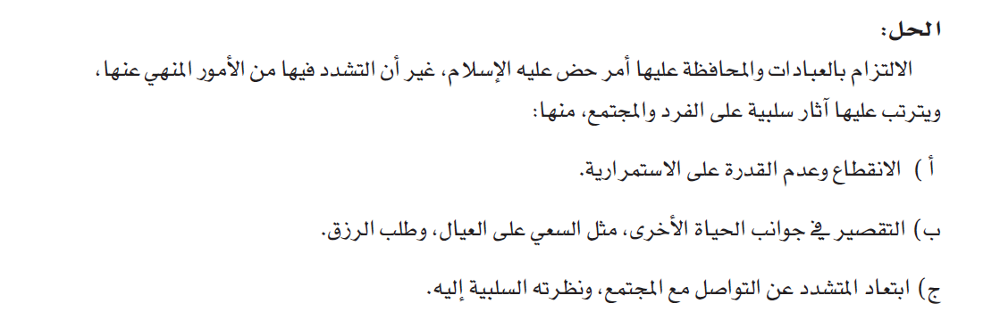 الحل:
الالتزام بالعبادات والمحافظة عليها أمر حض عليه الإسلام، غير أن التشدد فيها من الأمور المنهي عنها،
ويترتب عليها آثار سلبية على الفرد والمجتمع، منها:
أ ) الانقطاع وعدم القدرة على الاستمرارية.
ب) التقصير في جوانب الحياة الأخرى، مثل السعي على العيال، وطلب الرزق.
ج) ابتعاد المتشدد عن التواصل مع المجتمع، ونظرته السلبية إليه.